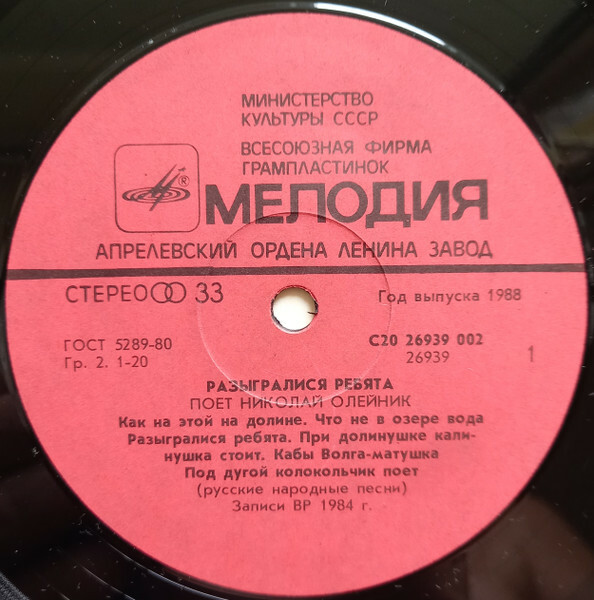 МИНИСТЕРСТВО
КУЛЬТУРЫ СССР
ВСЕСОЮЗНАЯ ФИРМА
ГРАМПЛАСТИНОК
®
МЕЛОДИЯ
АПРЕЛЕВСКИЙ ОРДЕНА ЛЕНИНА ЗАВОД
СТЕРЕО 33
Год выпуска 1988
ГОСТ 5289-80
Гр. 2. 1-20
С20 26939 002
26939
1
РАЗЫГРАЛИСЯ РЕБЯТА
ПОЕТ НИКОЛАЙ ОЛЕЙНИК
Как на этой на долине. Что не в озере вода
Разыгралися ребята. При долинушке кали-
нушка стоит. Кабы Волга-матушка
Под дугой колокольчик поет
(русские народные песни)
Записи ВР 1984 г.